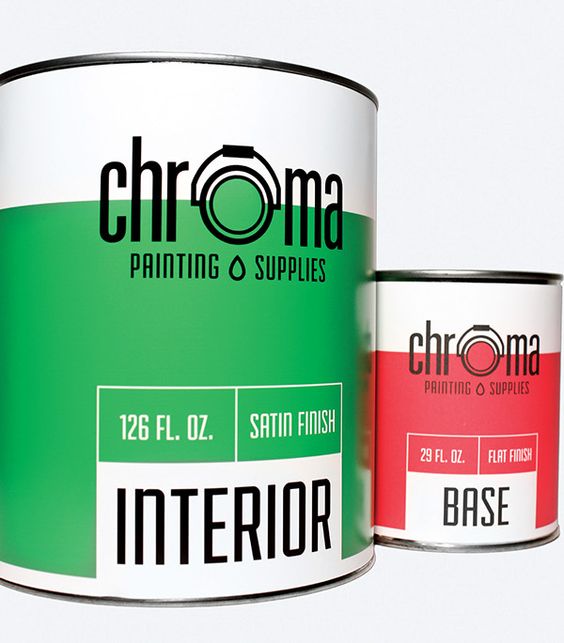 chroma
PAINTING SUPPLIES
126 FL. OZ.
SATIN FINISH
INTERIOR
chroma
PAINTING SUPPLIES
29 FL. OZ.
FLAT FINISH
BASE